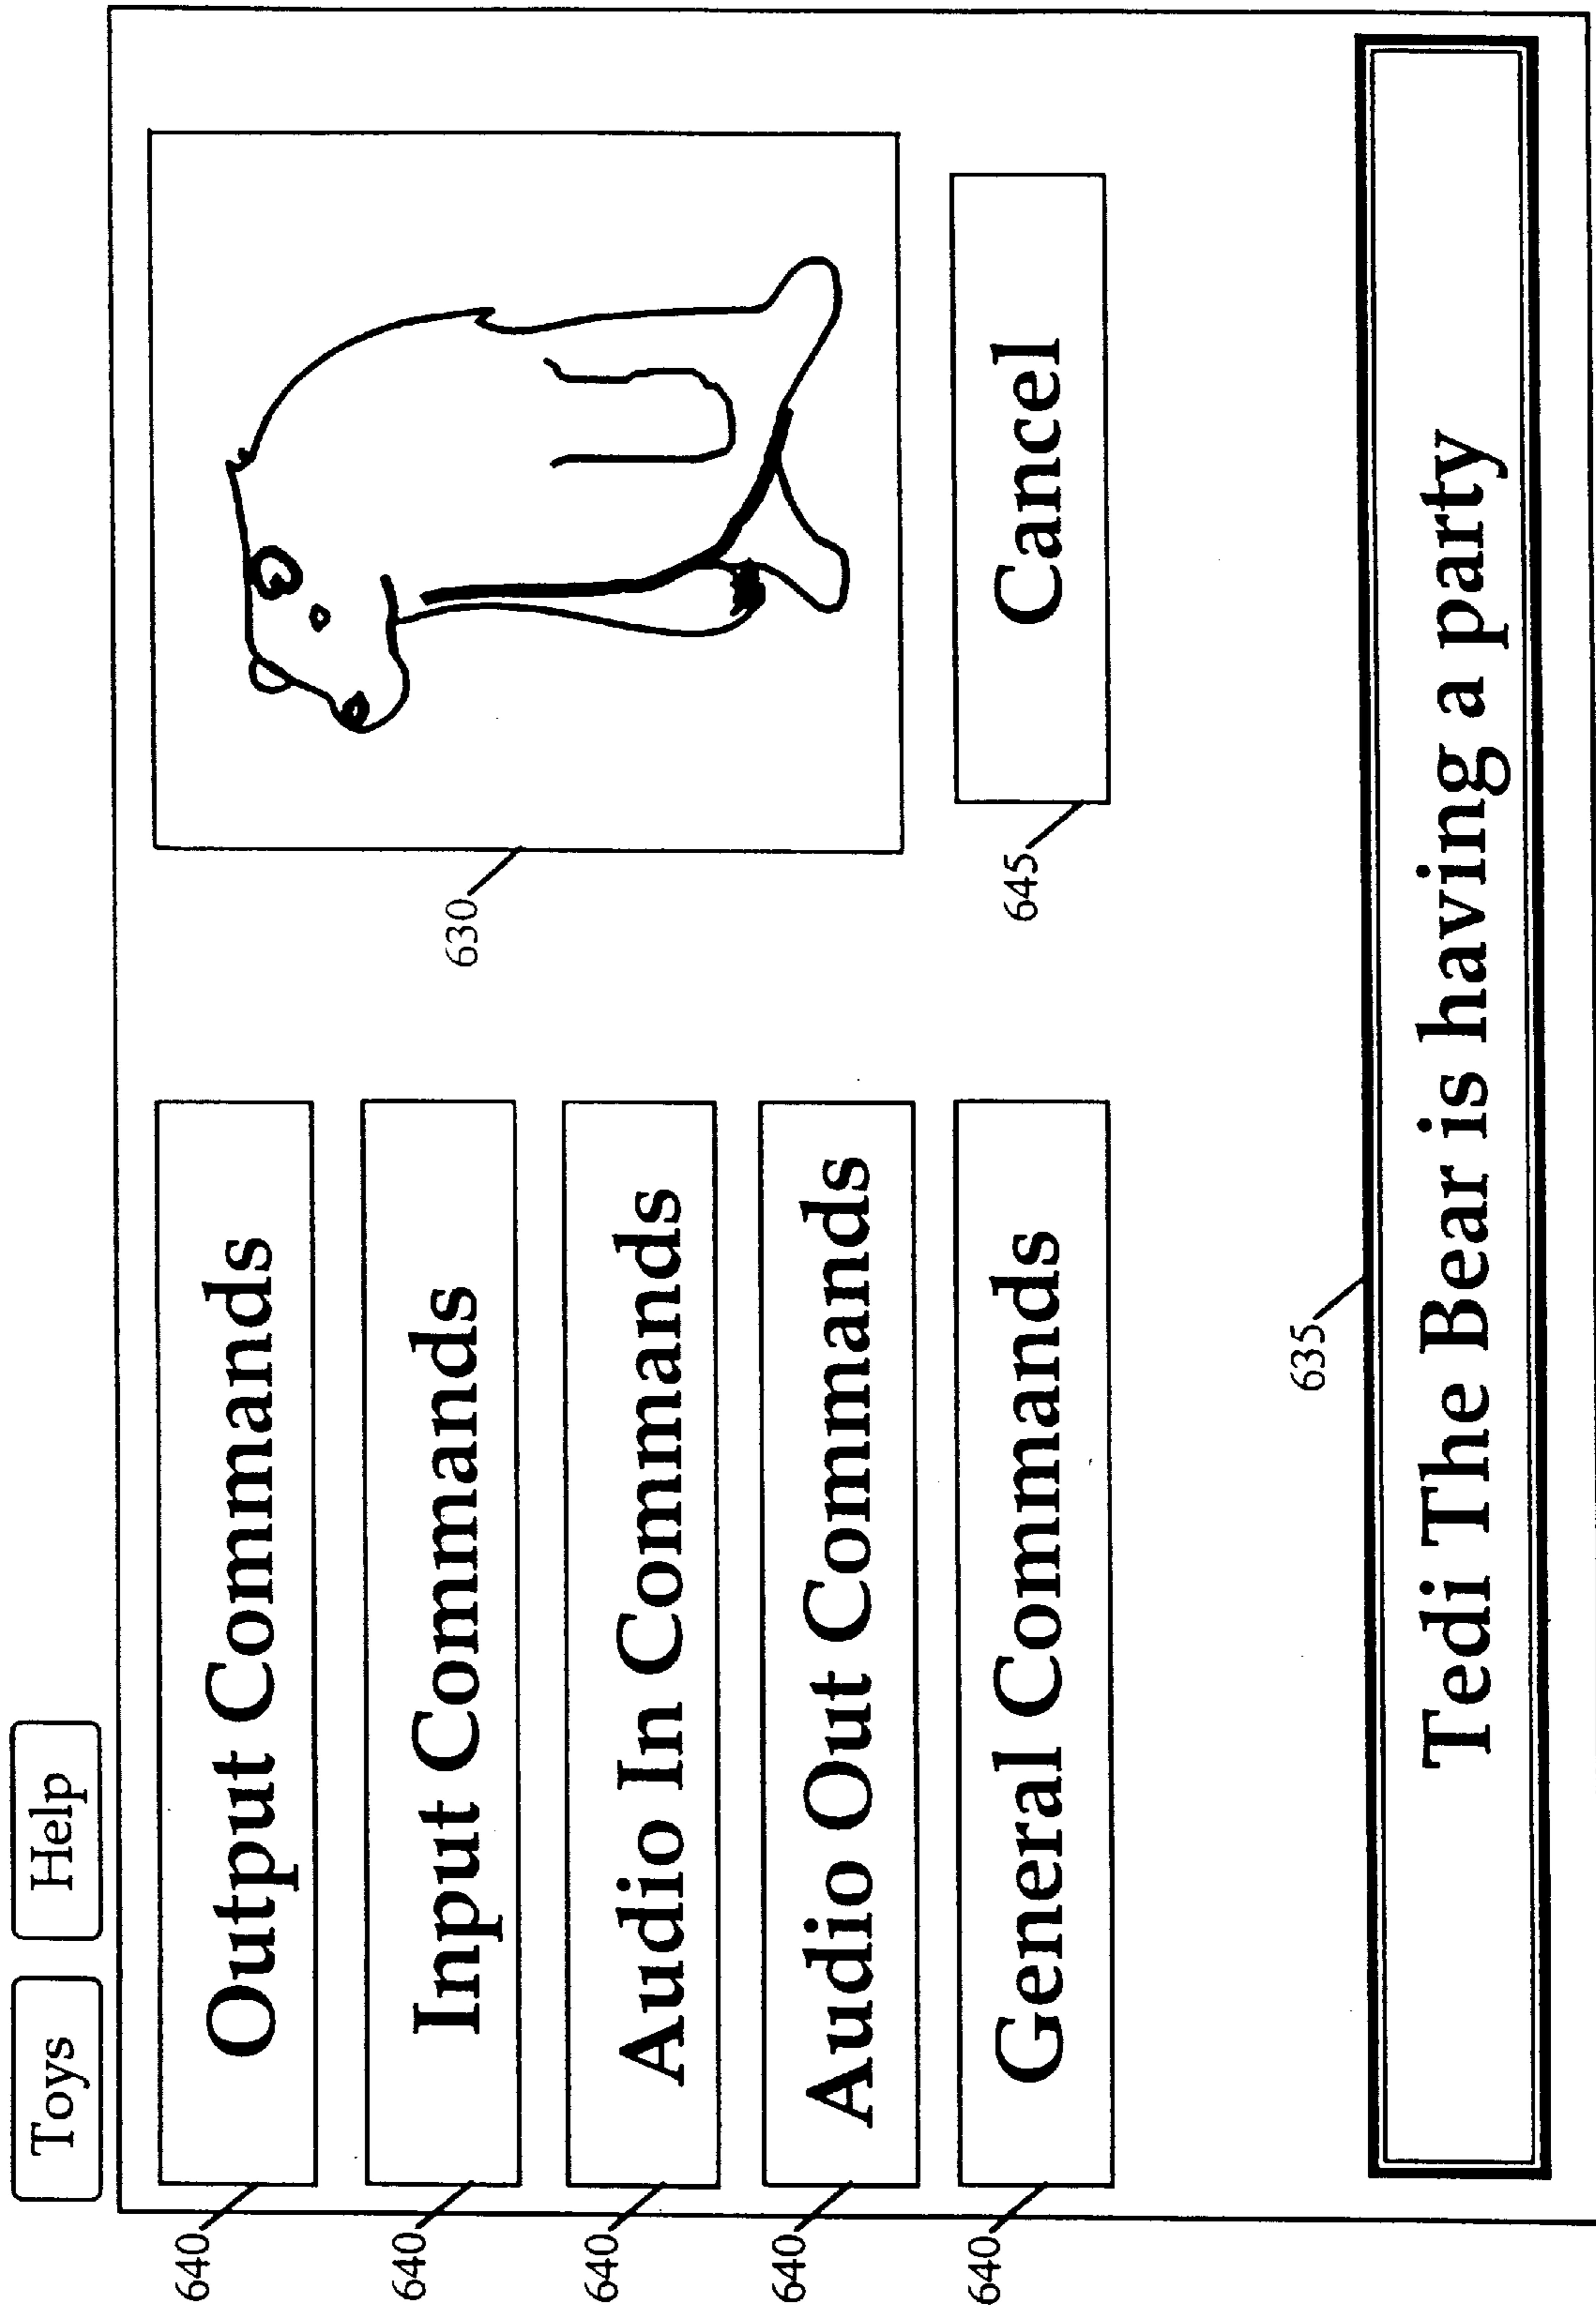 Toys Help
640 Output Commands
640 Input Commands
630
640 Audio In Commands
640 Audio Out Commands
640 General Commands
645 Cancel
635
Tedi The Bear is having a party